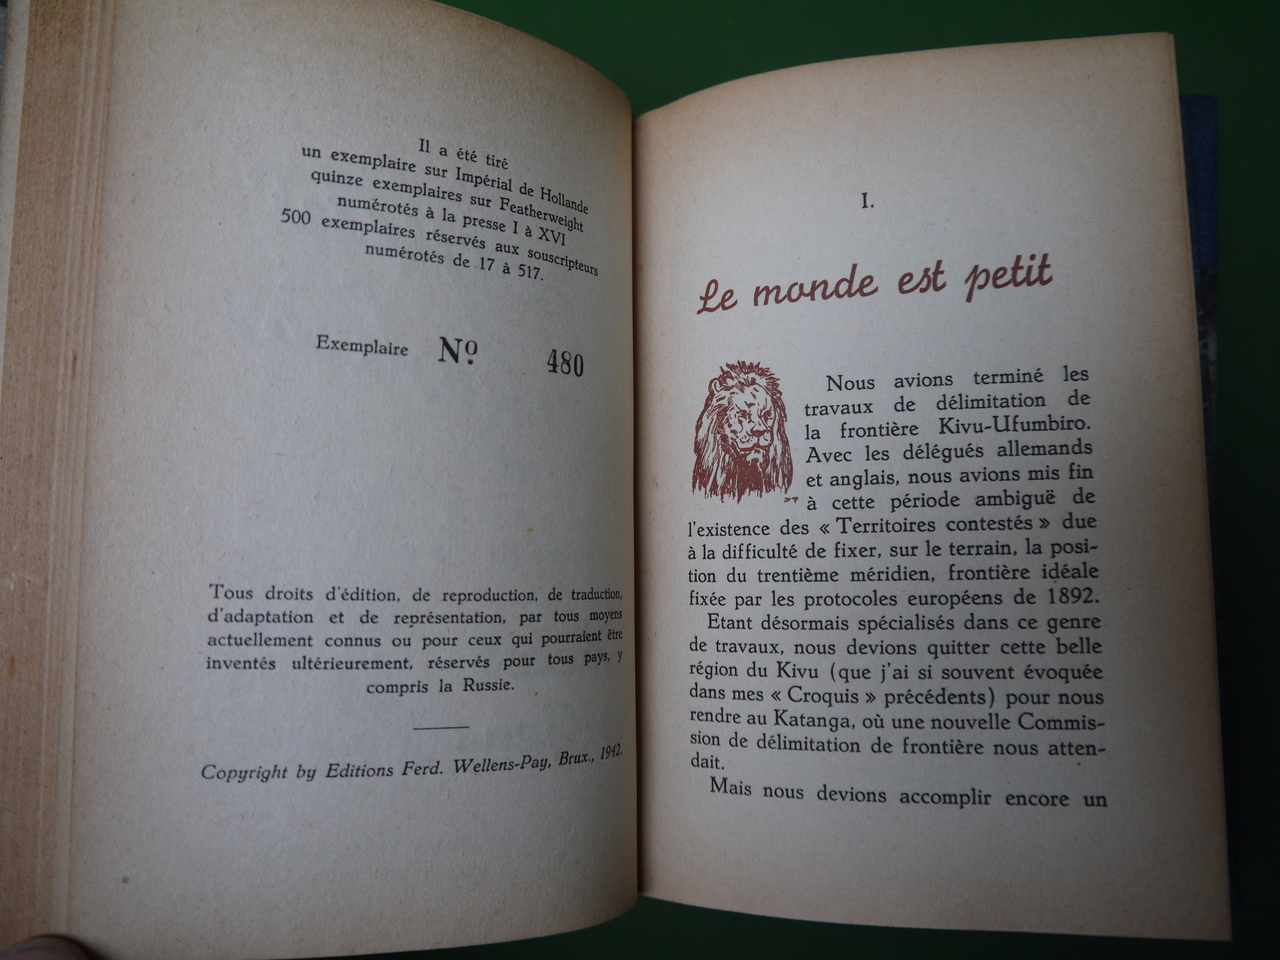 Il a été tiré
un exemplaire sur Impérial de Hollande
quinze exemplaires sur Featherweight
numérotés à la presse I à XVI
500 exemplaires réservés aux souscripteurs
numérotés de 17 à 517.
Exemplaire Nº 480
Tous droits d'édition, de reproduction, de traduction,
d'adaptation et de représentation, par tous moyens
actuellement connus ou pour ceux qui pourraient être
inventés ultérieurement, réservés pour tous pays, y
compris la Russie.
Copyright by Editions Ferd. Wellens-Pay, Brux., 1942.
I.
Le monde est petit
Nous avions terminé les
travaux de délimitation de
la frontière Kivu-Ufumbiro.
Avec les délégués allemands
et anglais, nous avions mis fin
à cette période ambiguë de
l'existence des « Territoires contestés » due
à la difficulté de fixer, sur le terrain, la posi-
tion du trentième méridien, frontière idéale
fixée par les protocoles européens de 1892.
Etant désormais spécialisés dans ce genre
de travaux, nous devions quitter cette belle
région du Kivu (que j'ai si souvent évoquée
dans mes « Croquis » précédents) pour nous
rendre au Katanga, où une nouvelle Commis-
sion de délimitation de frontière nous atten-
dait.
Mais nous devions accomplir encore un